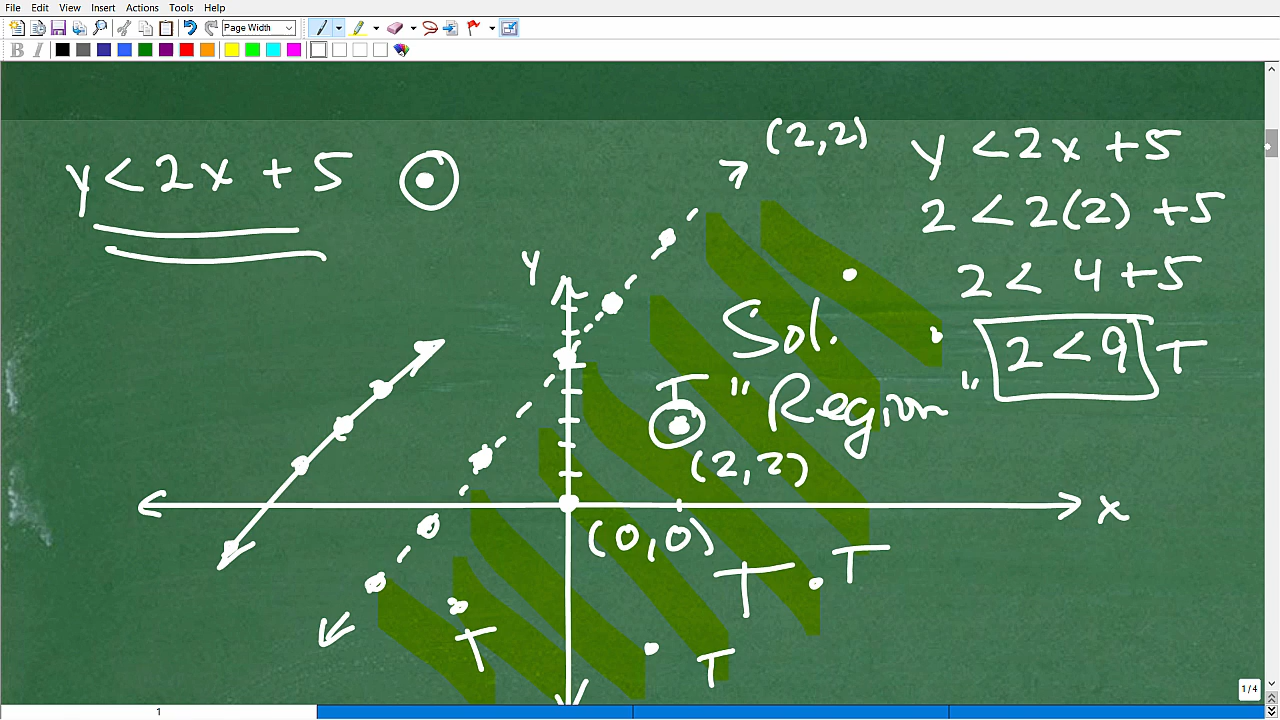 File Edit View Insert Actions Tools Help
Page Width
B I
y < 2x + 5
(2,2)
y < 2x + 5
2 < 2(2) + 5
2 < 4 + 5
" 2 < 9 T
y
Sol.
T " Region
(2,2)
x
(0,0)
T
T
T
T
1/4
1